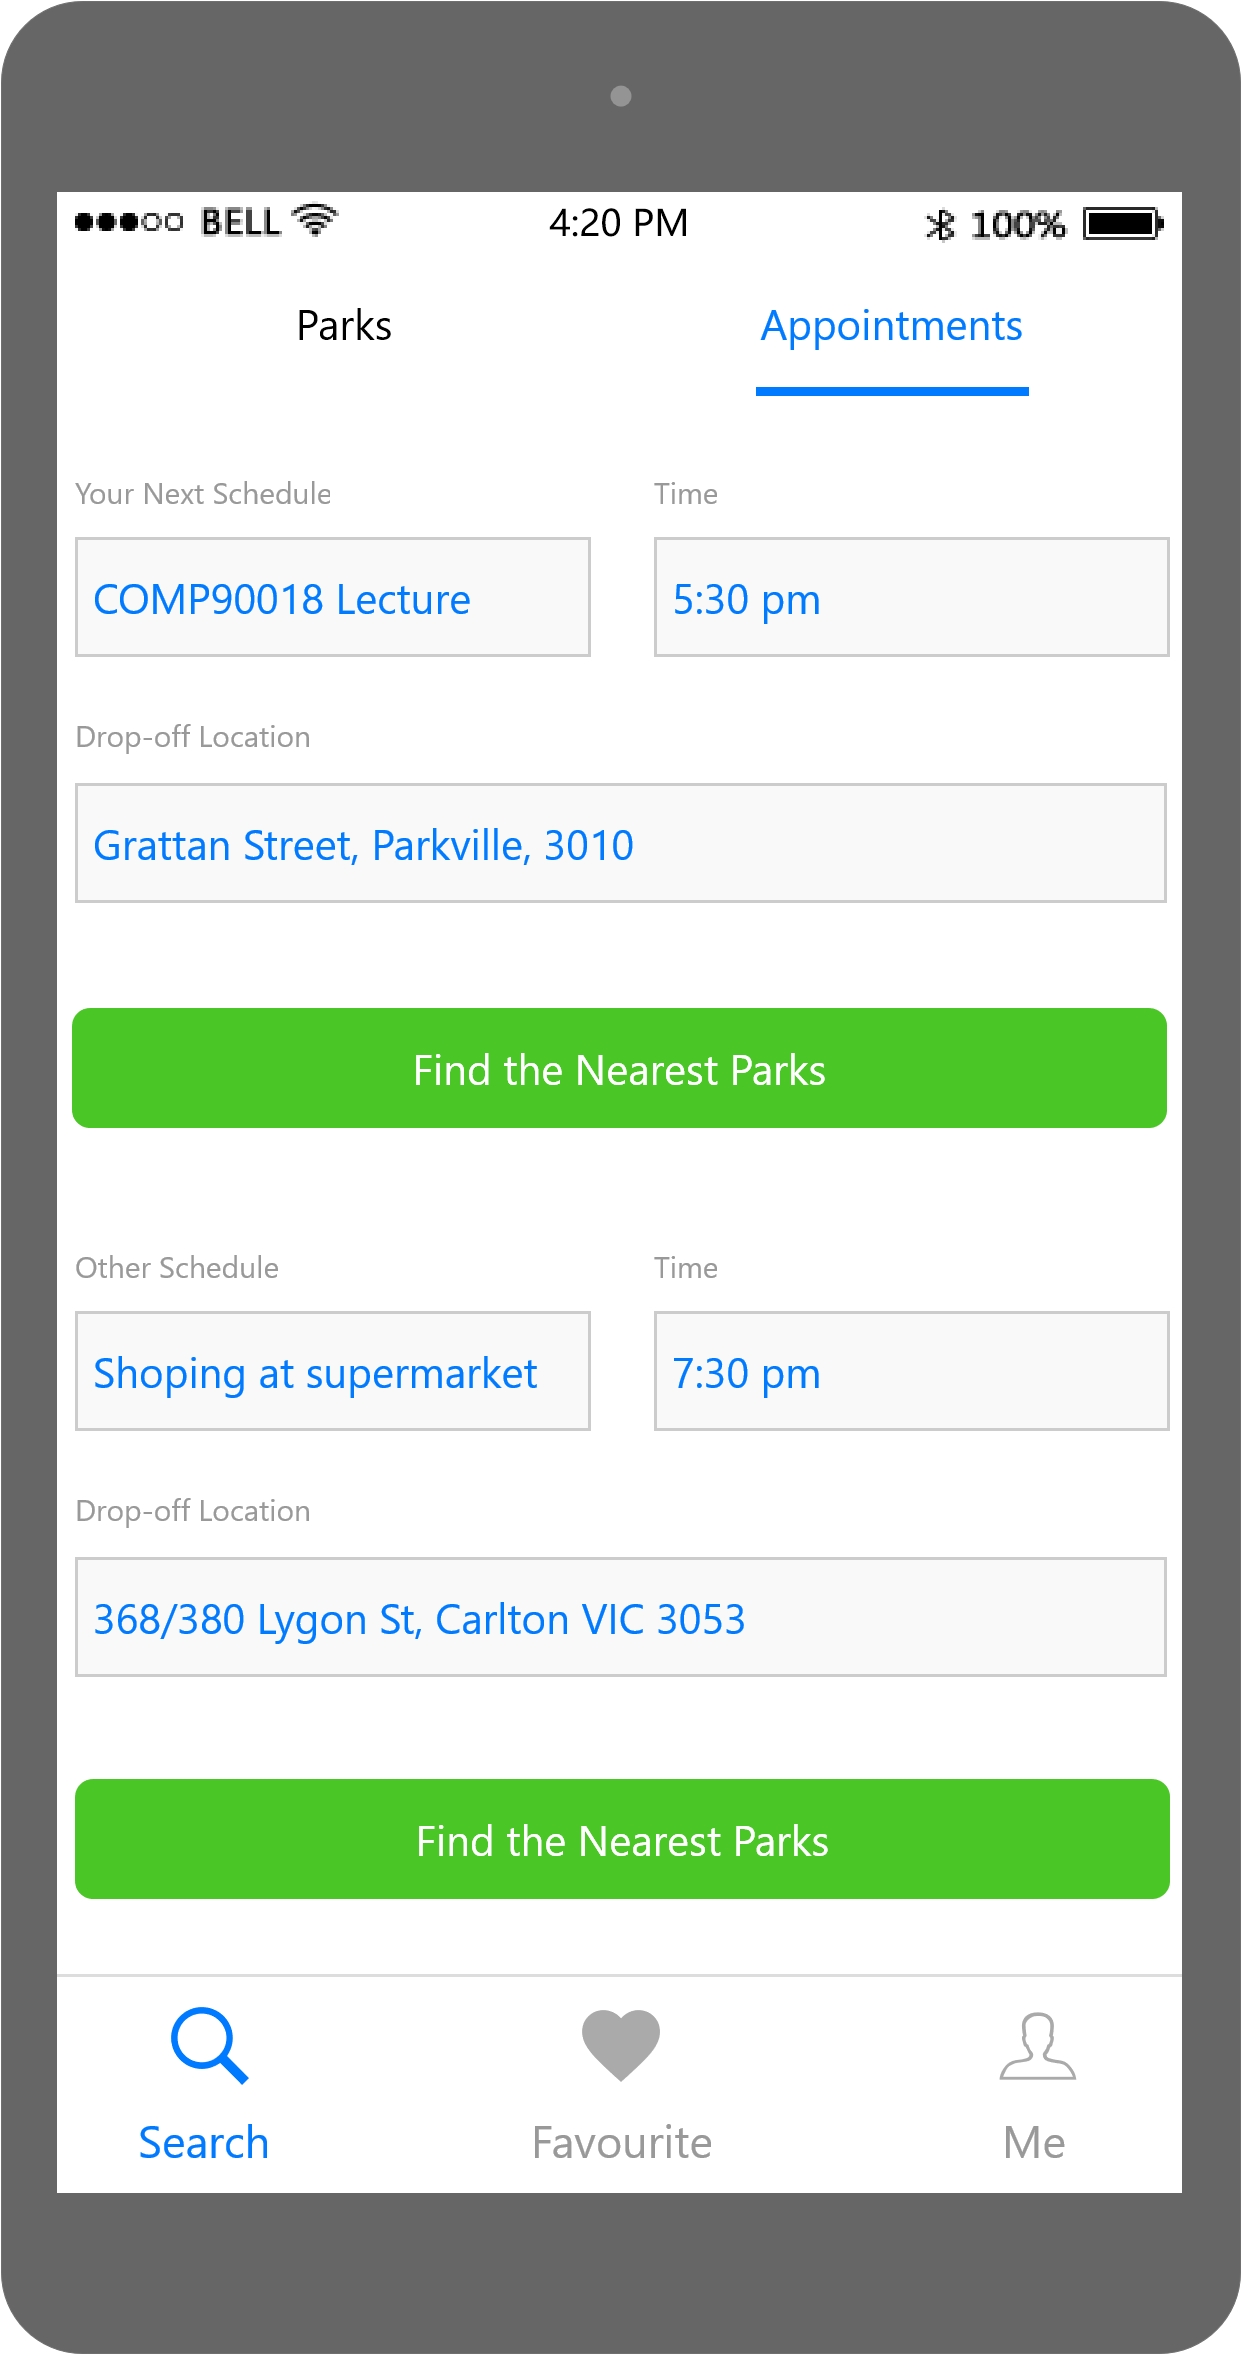 BELL 4:20 PM 100%
Parks Appointments
Your Next Schedule Time
COMP90018 Lecture 5:30 pm
Drop-off Location
Grattan Street, Parkville, 3010
Find the Nearest Parks
Other Schedule Time
Shoping at supermarket 7:30 pm
Drop-off Location
368/380 Lygon St, Carlton VIC 3053
Find the Nearest Parks
Search Favourite Me